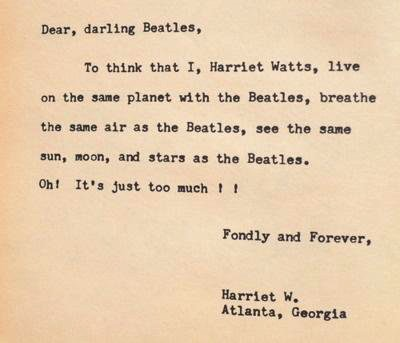 Dear, darling Beatles,
To think that I, Harriet Watts, live
on the same planet with the Beatles, breathe
the same air as the Beatles, see the same
sun, moon, and stars as the Beatles.
Oh! It's just too much ! !
Fondly and Forever,
Harriet W.
Atlanta, Georgia